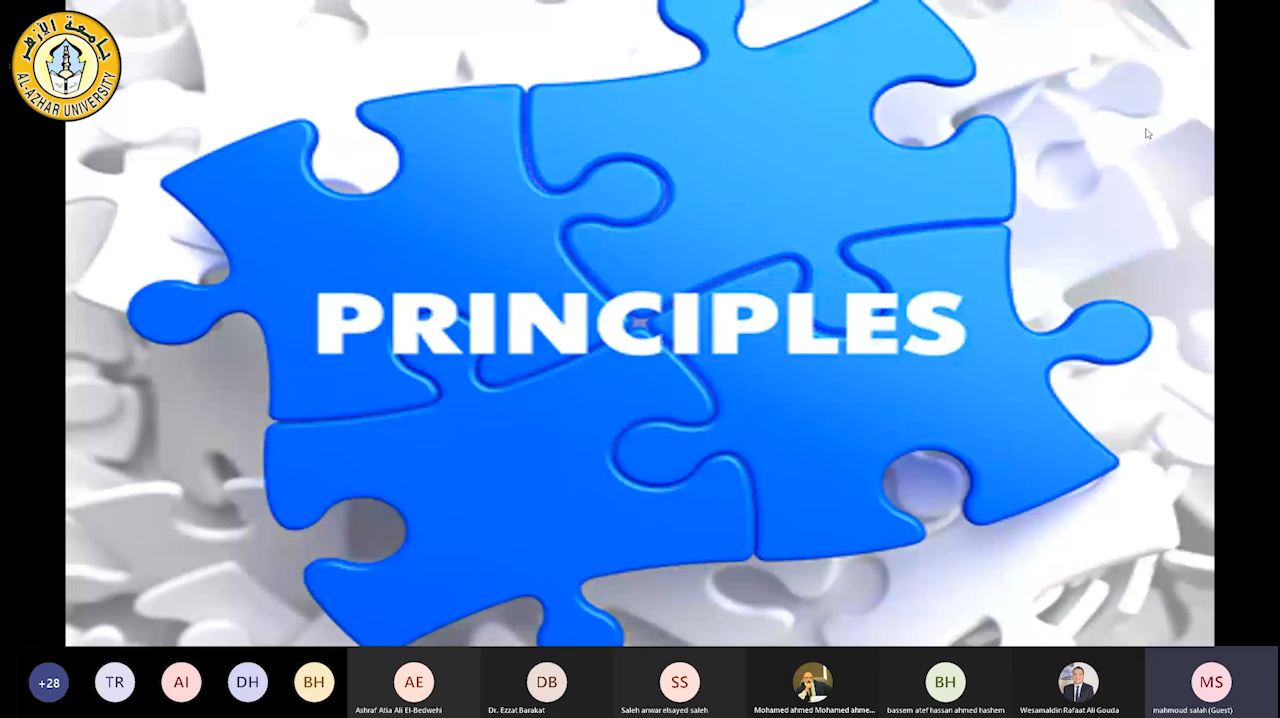 جامعة الأزهر
AL-AZHAR UNIVERSITY
PRINCIPLES
+28
TR
AI
DH
BH
AE
DB
SS
BH
MS
Ashraf Atia Ali El-Bedwehi
Dr. Ezzat Barakat
Saleh anwar elsayed saleh
Mohamed ahmed Mohamed ahme...
bassem atef hassan ahmed hashem
Wesamaldin Rafaat Ali Gouda
mahmoud salah (Guest)